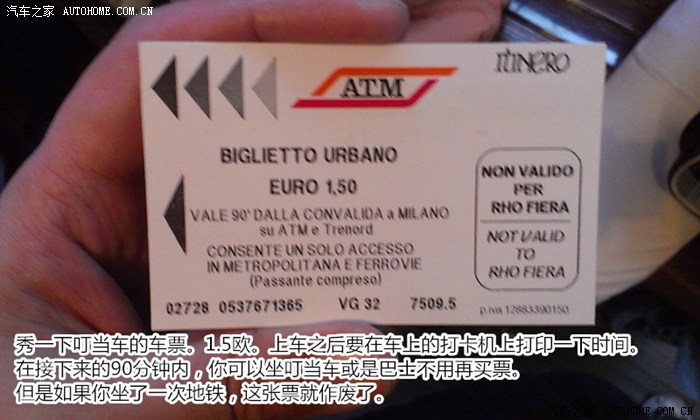 汽车之家 AUTOHOME.COM.CN
ITINERO
ATM
BIGLIETTO URBANO
EURO 1,50
VALE 90' DALLA CONVALIDA a MILANO
su ATM e Trenord
CONSENTE UN SOLO ACCESSO
IN METROPOLITANA E FERROVIE
(Passante compreso)
NON VALIDO
PER
RHO FIERA
NOT VALID
TO
RHO FIERA
02728 0537671365 VG 32 7509.5
p.iva 12883390150
秀一下叮当车的车票。1.5欧。上车之后要在车上的打卡机上打印一下时间。
在接下来的90分钟内，你可以坐叮当车或是巴士不用再买票。
但是如果你坐了一次地铁，这张票就作废了。